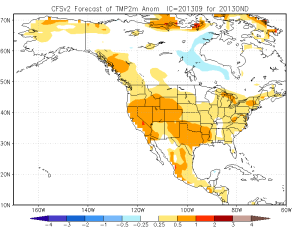 CFSv2 Forecast of TMP2m Anom IC=201309 for 2013OND
70N
60N
50N
40N
30N
20N
10N
160W 140W 120W 100W 80W 60W
-4 -3 -2 -1 -0.5 -0.25 0.25 0.5 1 2 3 4